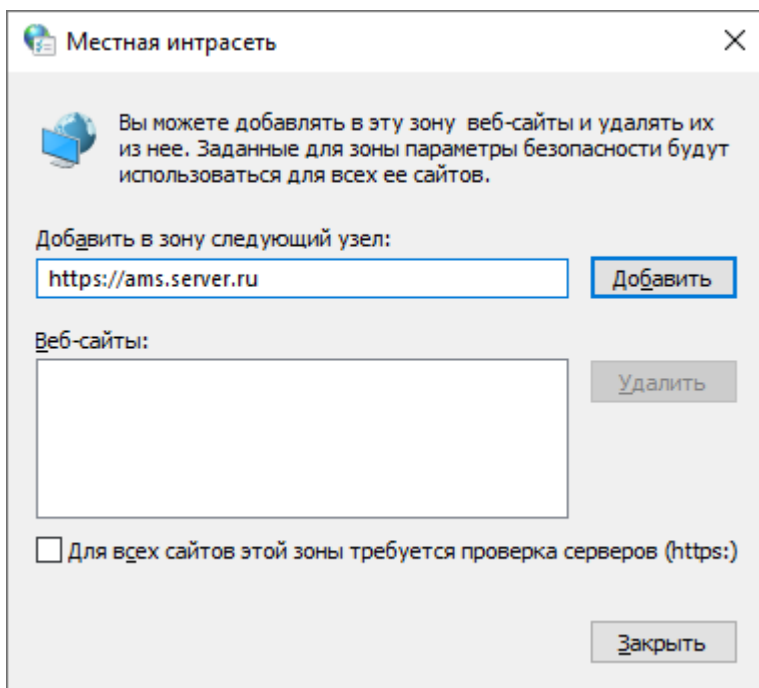 Местная интрасеть
Вы можете добавлять в эту зону  веб-сайты и удалять их
из нее. Заданные для зоны параметры безопасности будут
использоваться для всех ее сайтов.
Добавить в зону следующий узел:
https://ams.server.ru
Добавить
Веб-сайты:
Удалить
Для всех сайтов этой зоны требуется проверка серверов (https:)
Закрыть